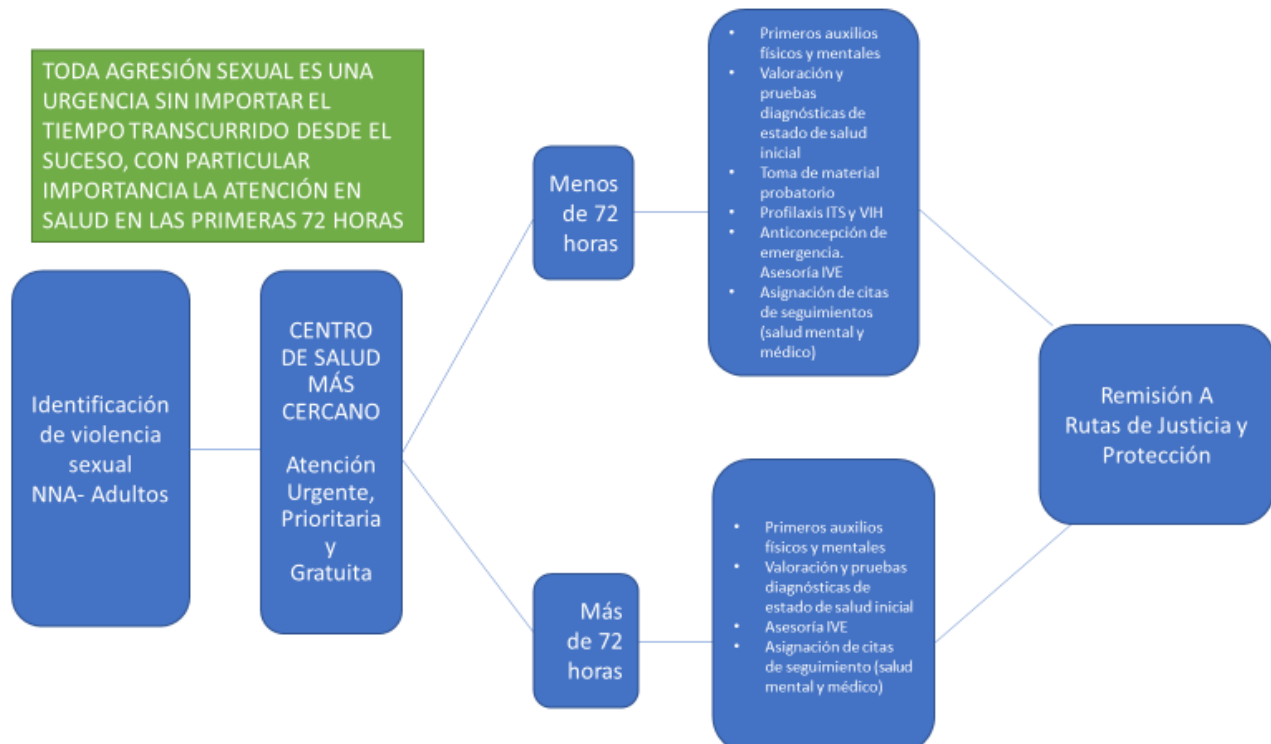 TODA AGRESIÓN SEXUAL ES UNA
URGENCIA SIN IMPORTAR EL
TIEMPO TRANSCURRIDO DESDE EL
SUCESO, CON PARTICULAR
IMPORTANCIA LA ATENCIÓN EN
SALUD EN LAS PRIMERAS 72 HORAS
Identificación
de violencia
sexual
NNA- Adultos
CENTRO
DE SALUD
MÁS
CERCANO
Atención
Urgente,
Prioritaria
y
Gratuita
Menos
de 72
horas
• Primeros auxilios
físicos y mentales
• Valoración y
pruebas
diagnósticas de
estado de salud
inicial
• Toma de material
probatorio
• Profilaxis ITS y VIH
• Anticoncepción de
emergencia.
Asesoría IVE
• Asignación de citas
de seguimientos
(salud mental y
médico)
Más
de 72
horas
• Primeros auxilios
físicos y mentales
• Valoración y pruebas
diagnósticas de
estado de salud inicial
• Asesoría IVE
• Asignación de citas
de seguimiento (salud
mental y médico)
Remisión A
Rutas de Justicia y
Protección